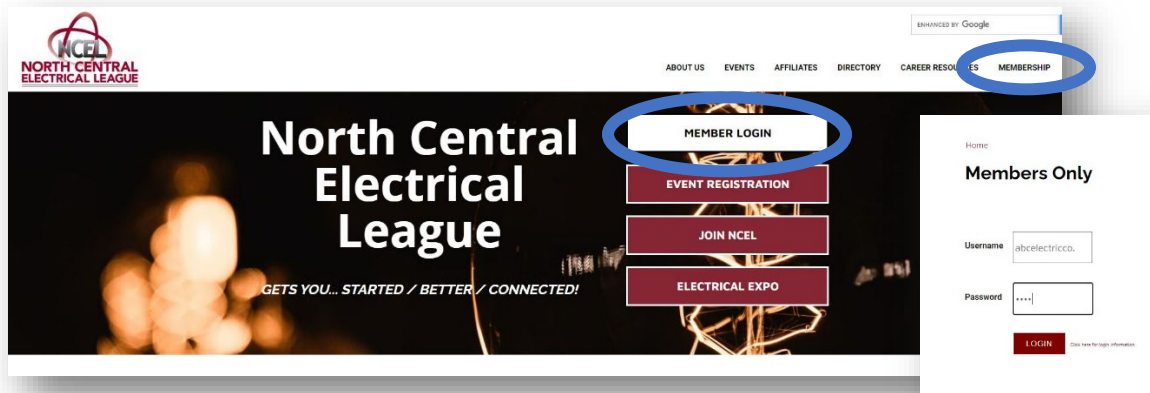 NCEL
NORTH CENTRAL
ELECTRICAL LEAGUE
ENHANCED BY Google
ABOUT US EVENTS AFFILIATES DIRECTORY CAREER RESOURCES MEMBERSHIP
North Central
Electrical
League
GETS YOU... STARTED / BETTER / CONNECTED!
MEMBER LOGIN
EVENT REGISTRATION
JOIN NCEL
ELECTRICAL EXPO
Home
Members Only
Username abcelectricco.
Password ••••
LOGIN Click here for login information